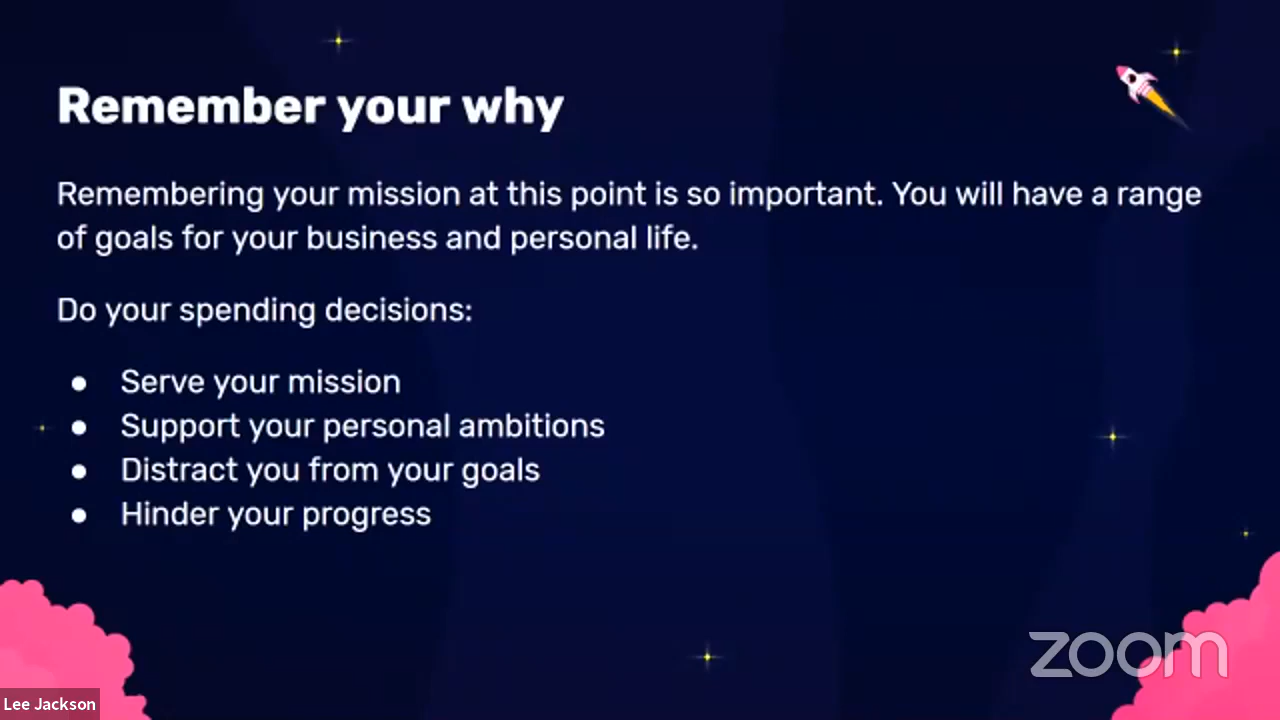 Remember your why
Remembering your mission at this point is so important. You will have a range
of goals for your business and personal life.
Do your spending decisions:
● Serve your mission
● Support your personal ambitions
● Distract you from your goals
● Hinder your progress
zoom
Lee Jackson